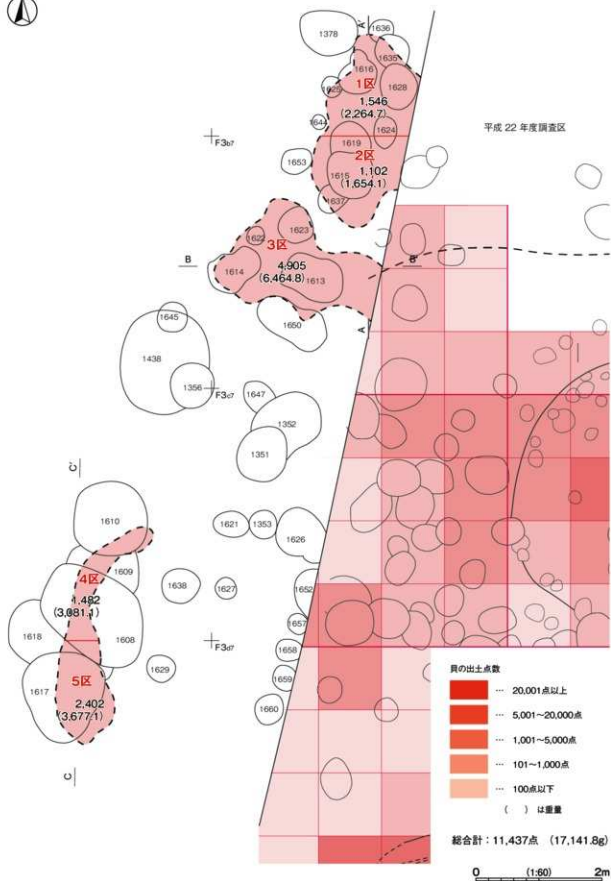 1378
A'
1636
1635
1616
1区
1628
1625
1,546
(2,264.7)
1644
1624
平成 22 年度調査区
F3b7
1619
2区
1653
1,102
1615
(1,654.1)
1637
1623
1622
3区
B
4,905
B'
1614
(6,464.8)
1613
A
1645
1650
1438
1356
F3c7
1647
1352
1351
C'
1610
1621
1353
1626
1609
4区
1638
1627
1652
1,482
(3,081.1)
1618
1608
1657
F3d7
1658
1629
5区
1659
1617
2,402
(3,677.1)
1660
C
貝の出土点数
… 20,001点以上
… 5,001～20,000点
… 1,001～5,000点
… 101～1,000点
… 100点以下
（ ）は重量
総合計：11,437点 （17,141.8g）
0 (1:60) 2m